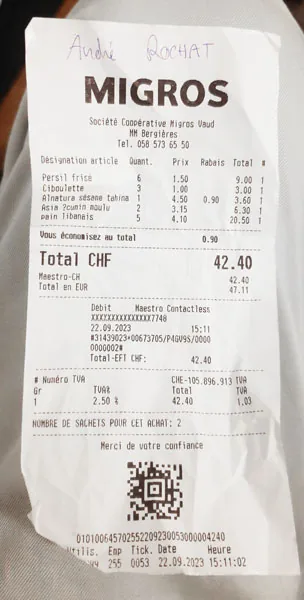 André ROCHAT
MIGROS
Société Coopérative Migros Vaud
MM Bergières
Tel. 058 573 65 50
Désignation article Quant. Prix Rabais Total #
Persil frisé 6 1.50 9.00 1
Ciboulette 3 1.00 3.00 1
Alnatura sésame tahina 1 4.50 0.90 3.60 1
Asia Cumin moulu 2 3.15 6.30 1
pain libanais 5 4.10 20.50 1
Vous économisez au total 0.90
Total CHF 42.40
Maestro-CH 42.40
Total en EUR 47.11
Débit Maestro Contactless
XXXXXXXXXXXXXXX7740
22.09.2023 15:11
#31439023*00673705/P4GV9S/0000
0000002#
Total-EFT CHF: 42.40
# Numéro TVA CHE-105.896.913 TVA
Gr TVA% Total TVA
1 2.50 % 42.40 1.03
NOMBRE DE SACHETS POUR CET ACHAT: 2
Merci de votre confiance
010100645702552209230053000004240
Utilis. Emp Tick. Date Heure
255 0053 22.09.2023 15:11:02